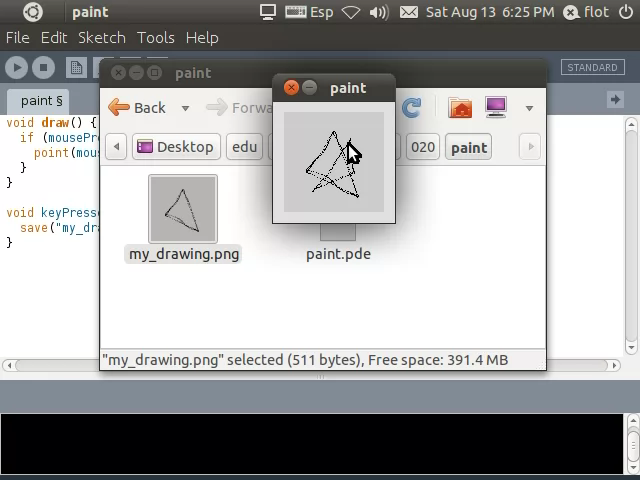 paint Esp Sat Aug 13 6:25 PM flot
File Edit Sketch Tools Help
paint
paint
STANDARD
paint §
Back Forwa
void draw() {
if (mousePre
point(mou
}
}
Desktop edu 020 paint
void keyPresse
save("my_dra
}
my_drawing.png paint.pde
"my_drawing.png" selected (511 bytes), Free space: 391.4 MB